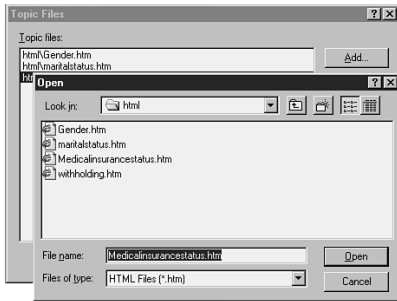 Topic Files
Topic files:
html\Gender.htm
html\maritalstatus.htm
Add...
Open
Look in:
html
Gender.htm
maritalstatus.htm
Medicalinsurancestatus.htm
withholding.htm
File name:
Medicalinsurancestatus.htm
Open
Files of type:
HTML Files (*.htm)
Cancel